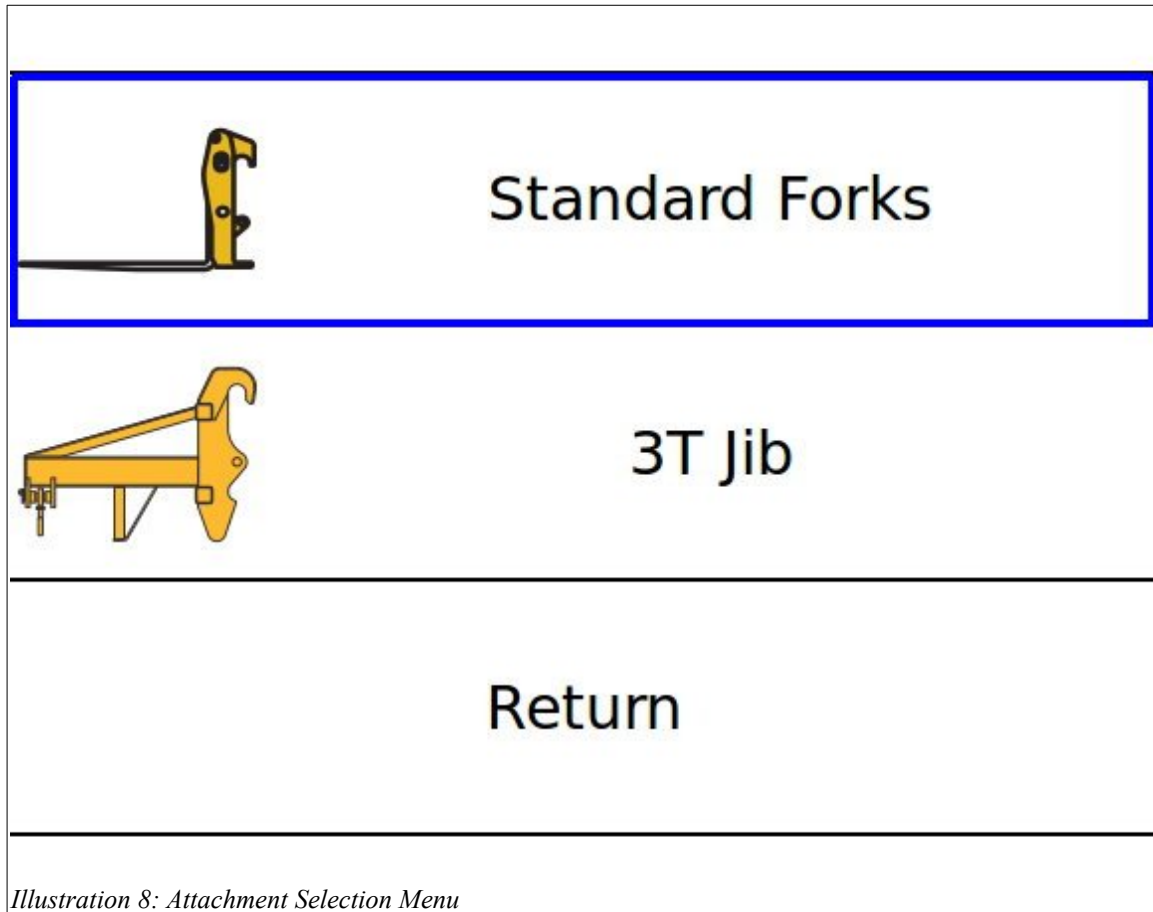 Standard Forks
3T Jib
Return
Illustration 8: Attachment Selection Menu